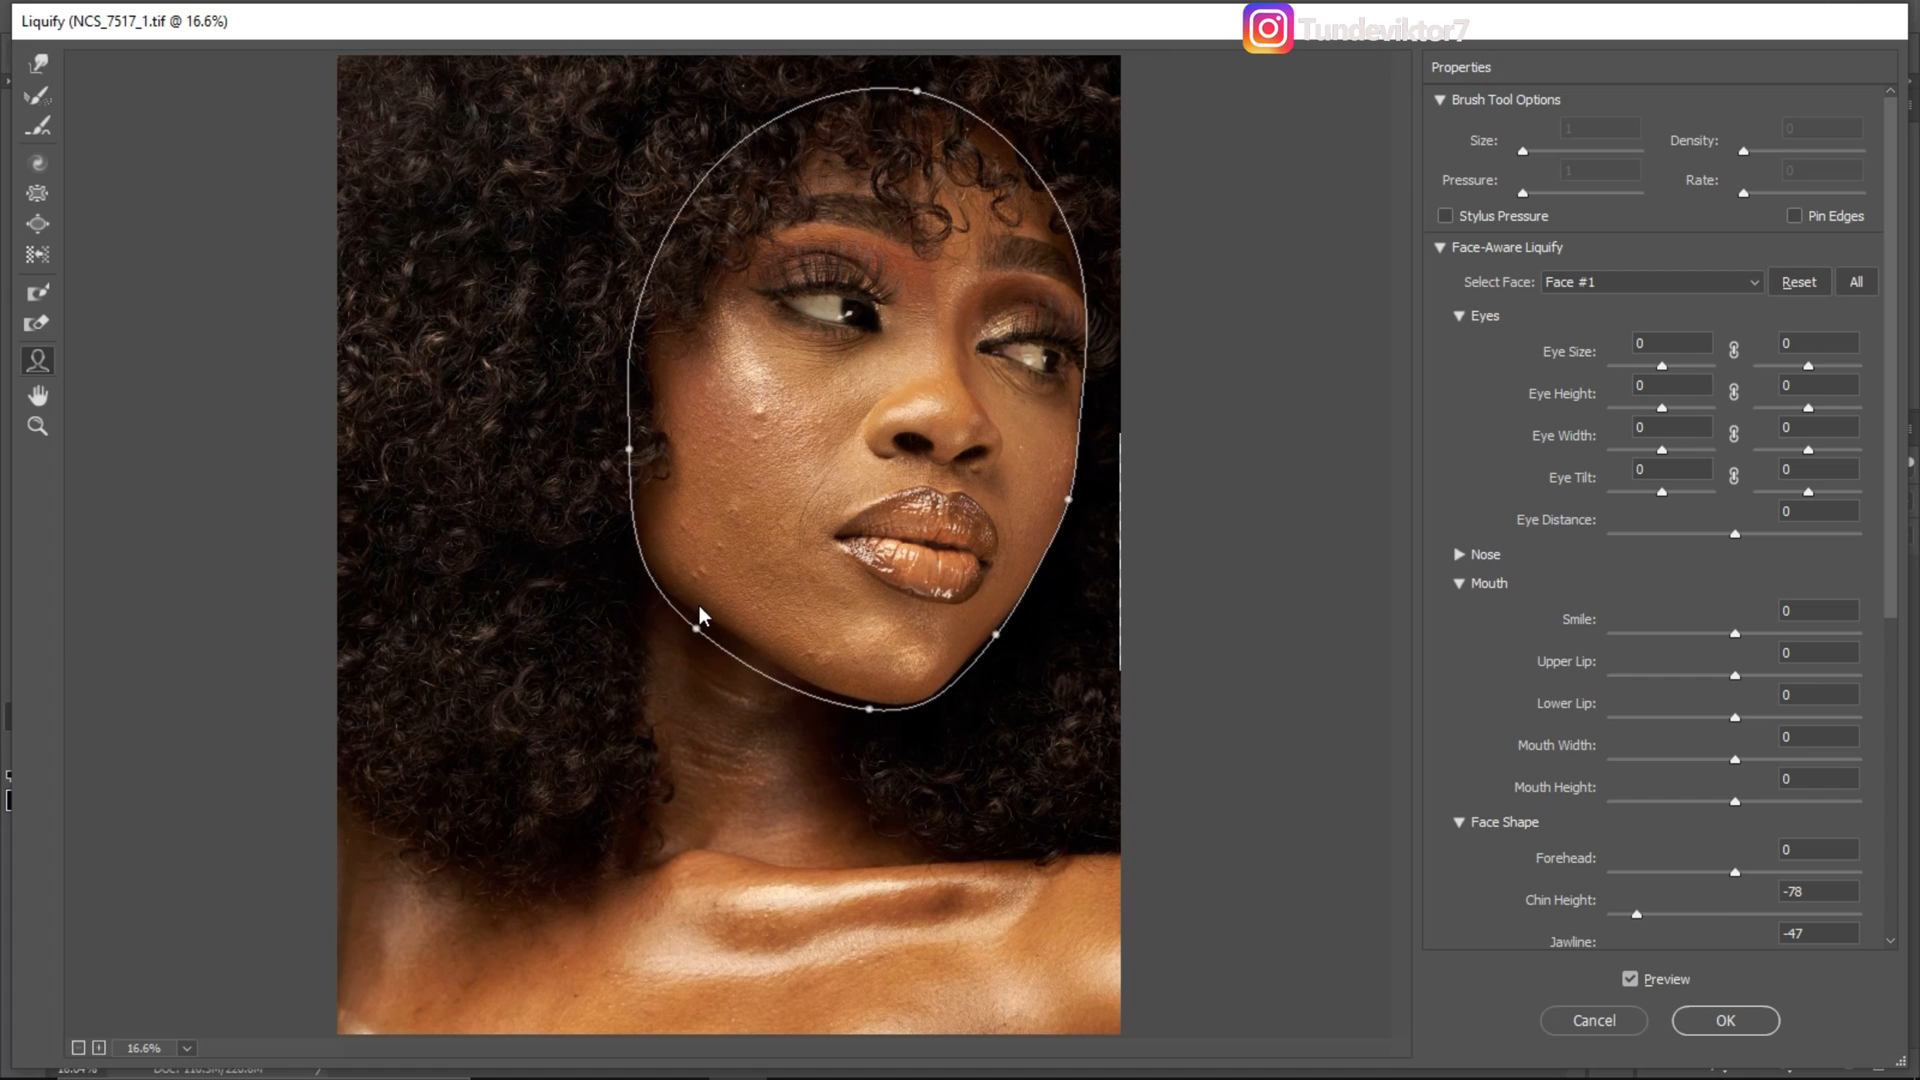 Liquify (NCS_7517_1.tif @ 16.6%)
Tundeviktor7
Properties
Brush Tool Options
Size: 1 Density: 0
Pressure: 1 Rate: 0
Stylus Pressure Pin Edges
Face-Aware Liquify
Select Face: Face #1 Reset All
Eyes
Eye Size: 0 0
Eye Height: 0 0
Eye Width: 0 0
Eye Tilt: 0 0
Eye Distance: 0
Nose
Mouth
Smile: 0
Upper Lip: 0
Lower Lip: 0
Mouth Width: 0
Mouth Height: 0
Face Shape
Forehead: 0
Chin Height: -78
Jawline: -47
Preview
Cancel OK
16.6%